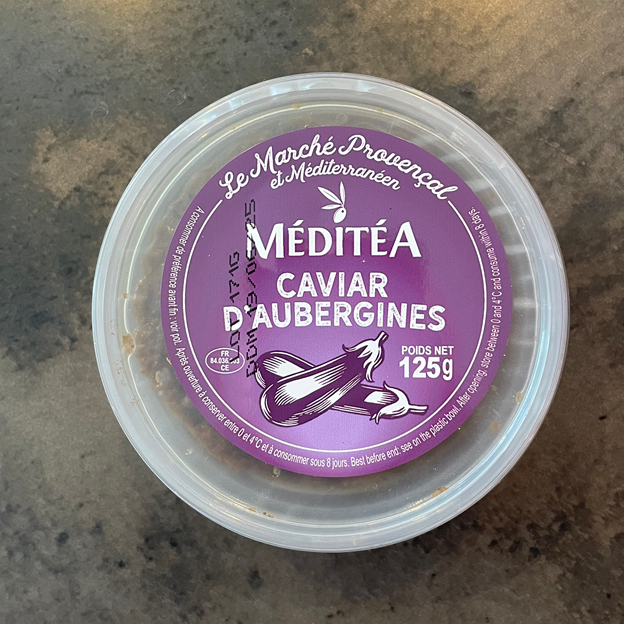 Le Marché Provençal
et Méditerranéen
MÉDITÉA
CAVIAR
D'AUBERGINES
POIDS NET
125g
FR
CE
LOT 171G
A consommer de préférence avant fin : voir pot. Après ouverture à conserver entre 0 et 4°C et à consommer sous 8 jours. Best before end: see on the plastic bowl. After opening, store between 0 and 4°C and consume within 8 days.